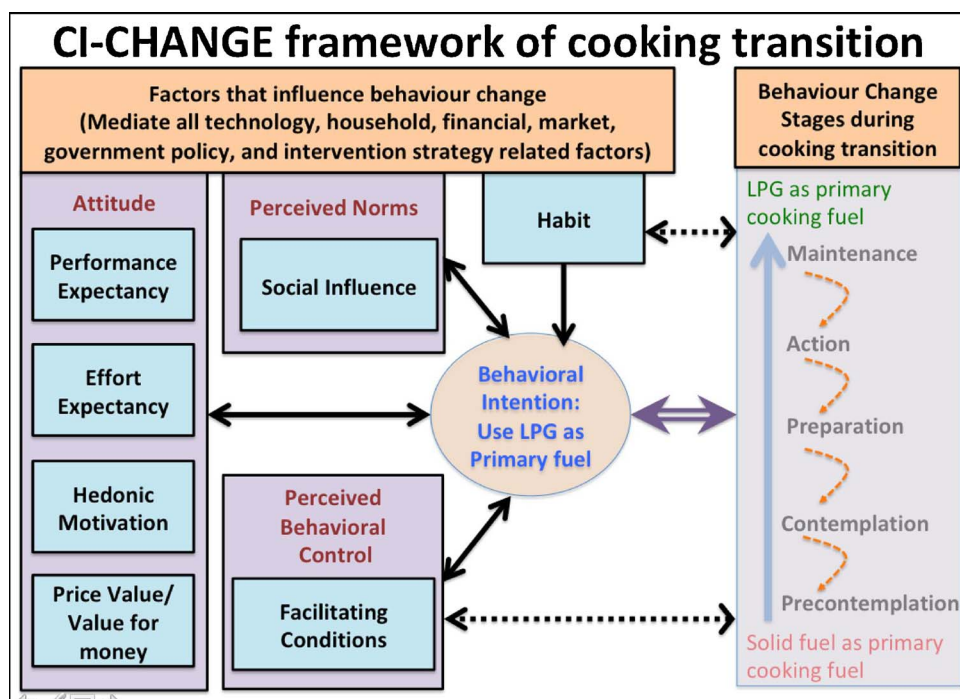 CI-CHANGE framework of cooking transition
Factors that influence behaviour change
(Mediate all technology, household, financial, market,
government policy, and intervention strategy related factors)
Attitude
Performance
Expectancy
Effort
Expectancy
Hedonic
Motivation
Price Value/
Value for
money
Perceived Norms
Social Influence
Habit
Behavioral
Intention:
Use LPG as
Primary fuel
Perceived
Behavioral
Control
Facilitating
Conditions
Behaviour Change
Stages during
cooking transition
LPG as primary
cooking fuel
Maintenance
Action
Preparation
Contemplation
Precontemplation
Solid fuel as primary
cooking fuel